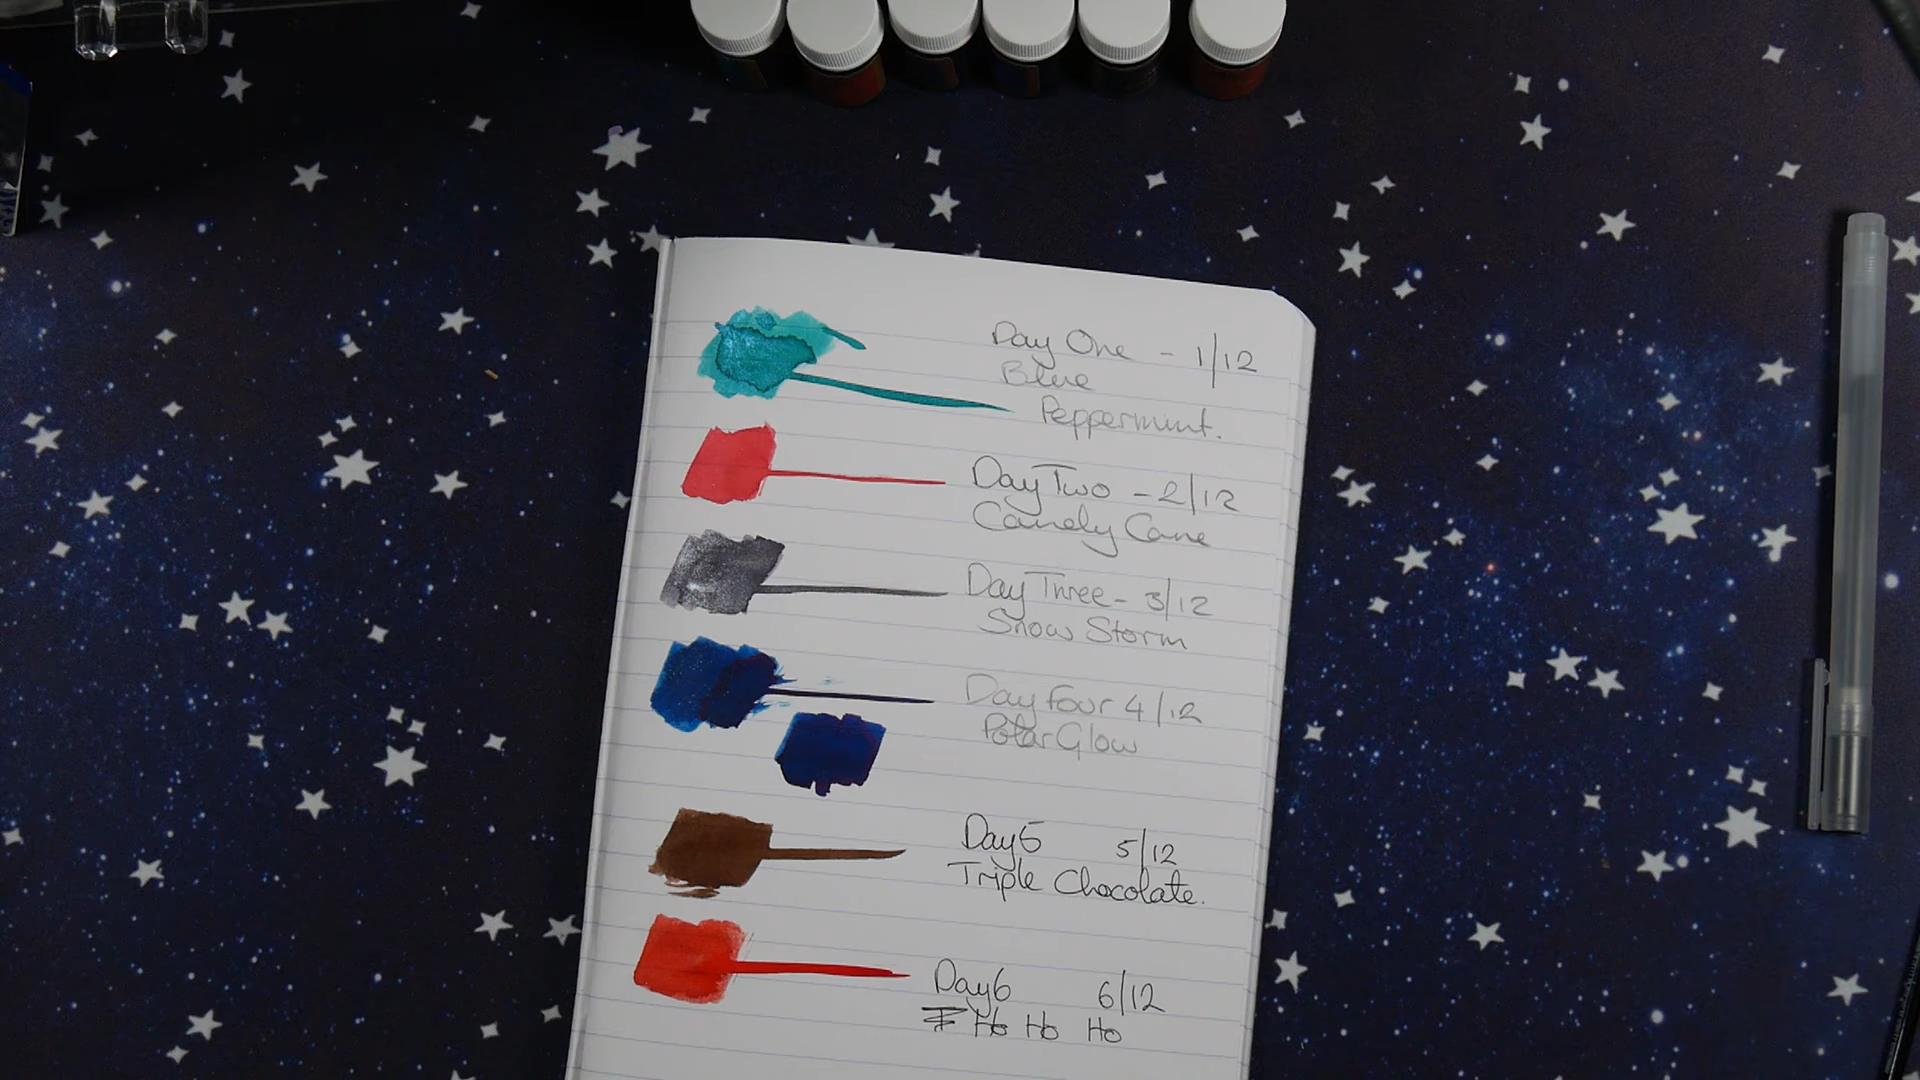 Day One - 1/12
Blue
Peppermint.
Day Two - 2/12
Candy Cane
Day Three - 3/12
Snow Storm
Day Four 4/12
Polar Glow
Day 5 5/12
Triple Chocolate.
Day 6 6/12
Ho Ho Ho